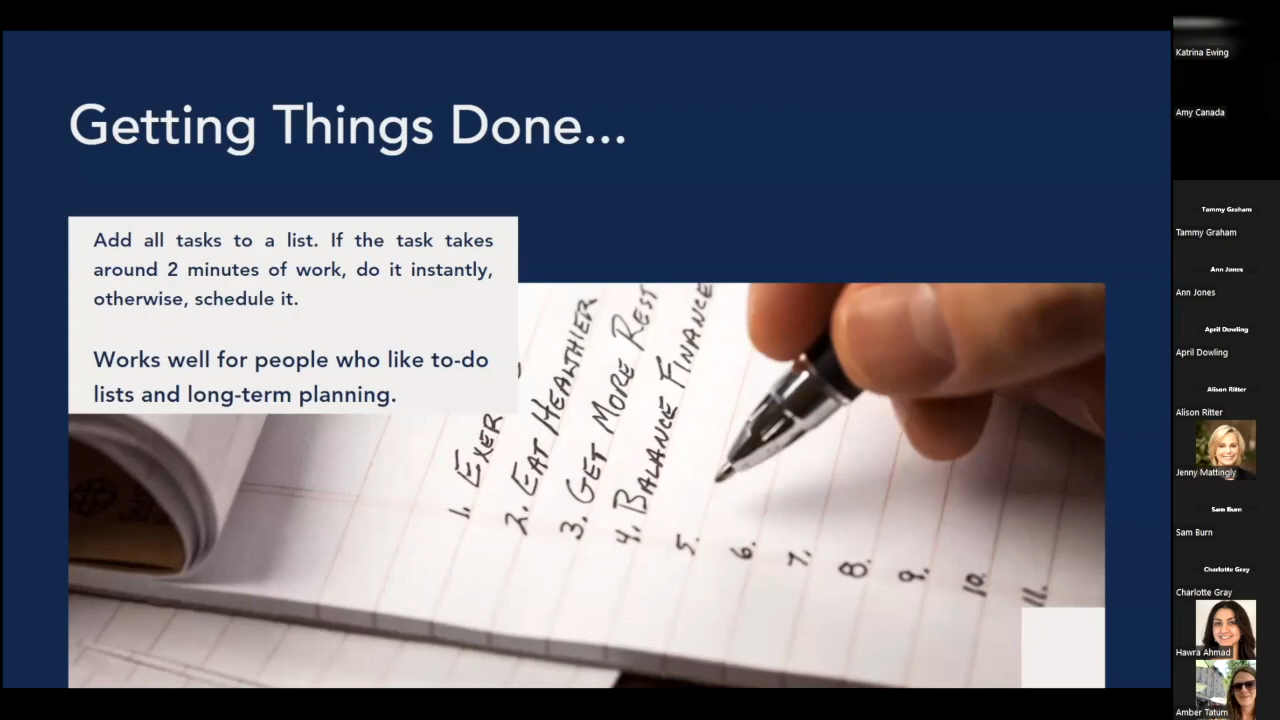 Getting Things Done...
Add all tasks to a list. If the task takes
around 2 minutes of work, do it instantly,
otherwise, schedule it.
Works well for people who like to-do
lists and long-term planning.
1. EXER
2. EAT HEALTHIER
3. GET MORE REST
4. BALANCE FINANCE
5.
6.
7.
8.
9.
10.
11.
Katrina Ewing
Amy Canada
Tammy Graham
Tammy Graham
Ann Jones
Ann Jones
April Dowling
April Dowling
Alison Ritter
Alison Ritter
Jenny Mattingly
Sam Burn
Sam Burn
Charlotte Gray
Charlotte Gray
Hawra Ahmad
Amber Tatum